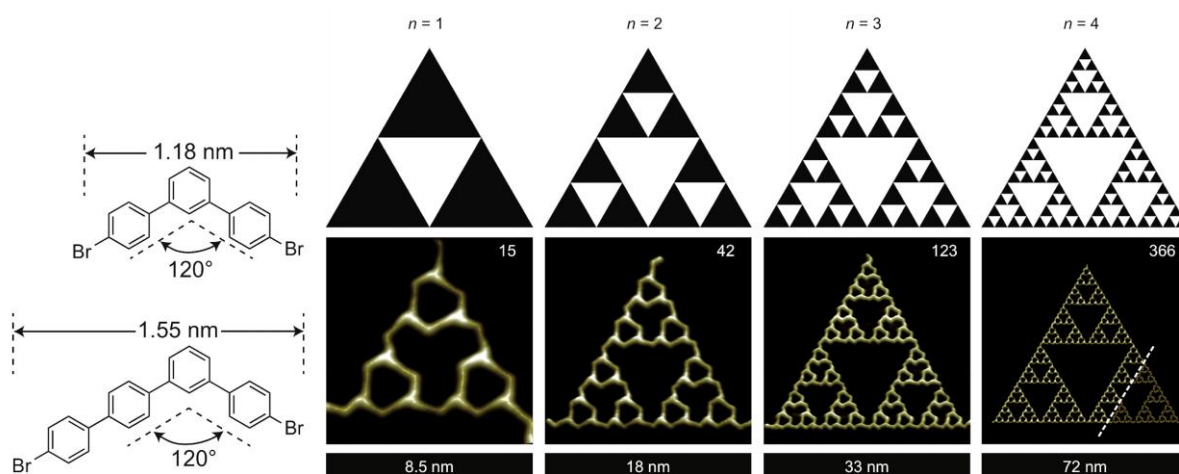 1.18 nm
Br
Br
120°
1.55 nm
Br
Br
120°
n = 1
n = 2
n = 3
n = 4
15
42
123
366
8.5 nm
18 nm
33 nm
72 nm